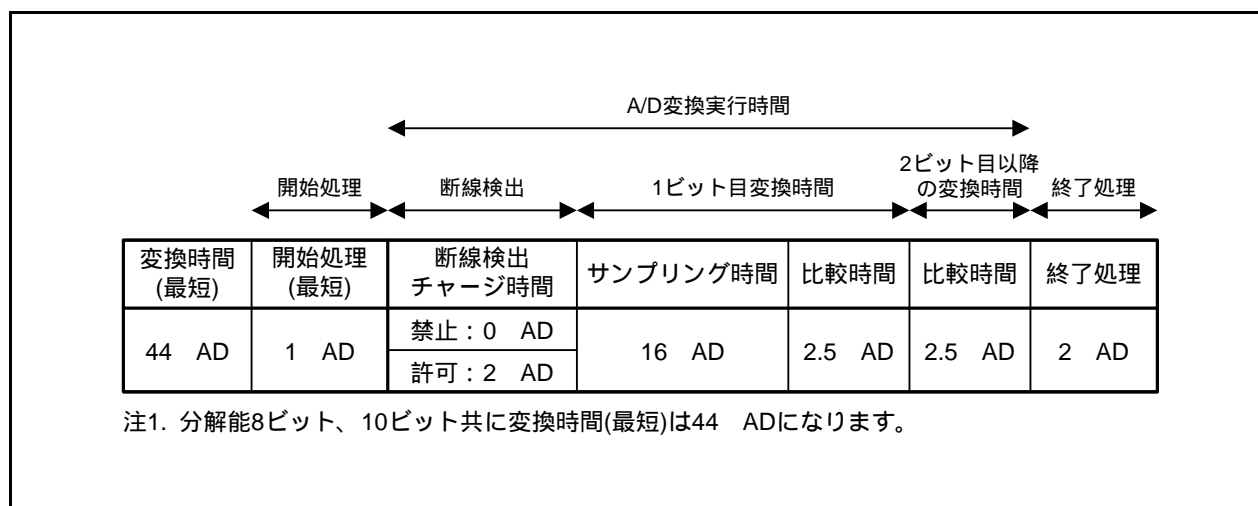 A/D変換実行時間
開始処理
断線検出
1ビット目変換時間
2ビット目以降
の変換時間
終了処理
変換時間
(最短)
開始処理
(最短)
断線検出
チャージ時間
サンプリング時間
比較時間
比較時間
終了処理
44 AD
1 AD
禁止：0 AD
許可：2 AD
16 AD
2.5 AD
2.5 AD
2 AD
注1. 分解能8ビット、10ビット共に変換時間(最短)は44 ADになります。